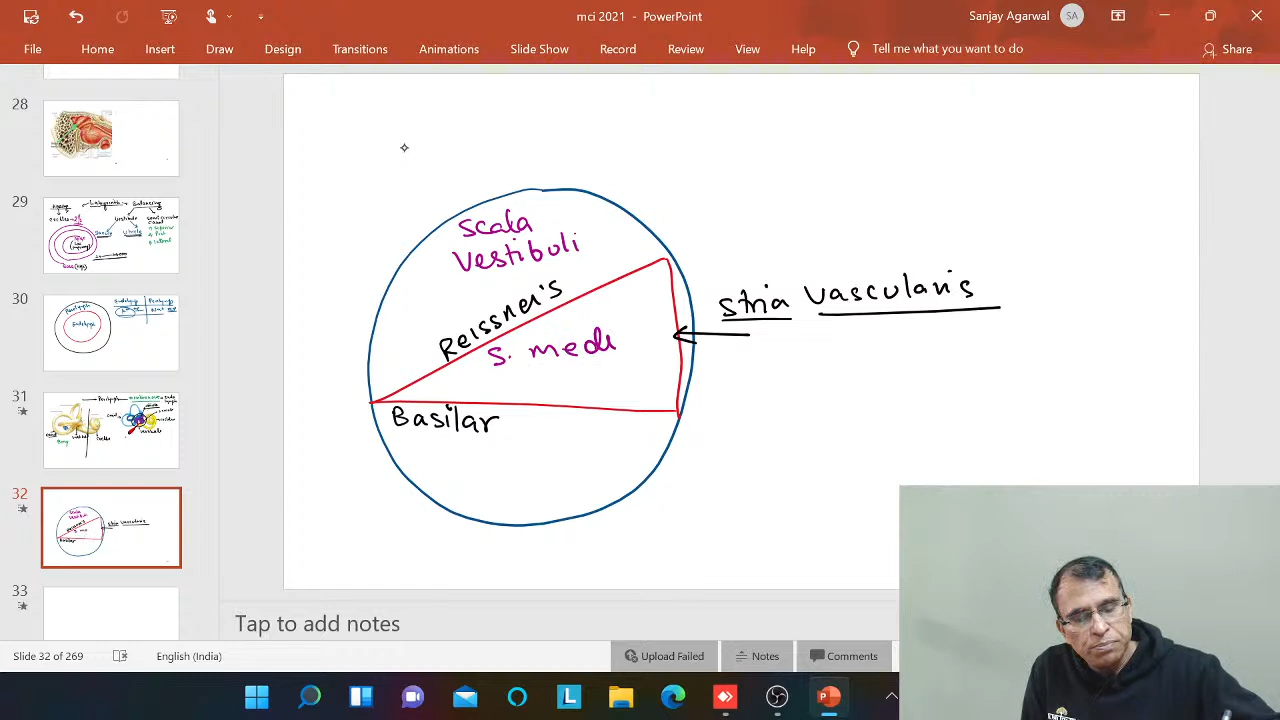 mci 2021 - PowerPoint
Sanjay Agarwal
SA
File Home Insert Draw Design Transitions Animations Slide Show Record Review View Help Tell me what you want to do Share
28
29
30
31
32
33
Scala
Vestibuli
Reissner's
S. medi
stria vascularis
Basilar
Tap to add notes
Slide 32 of 269 English (India) Upload Failed Notes Comments